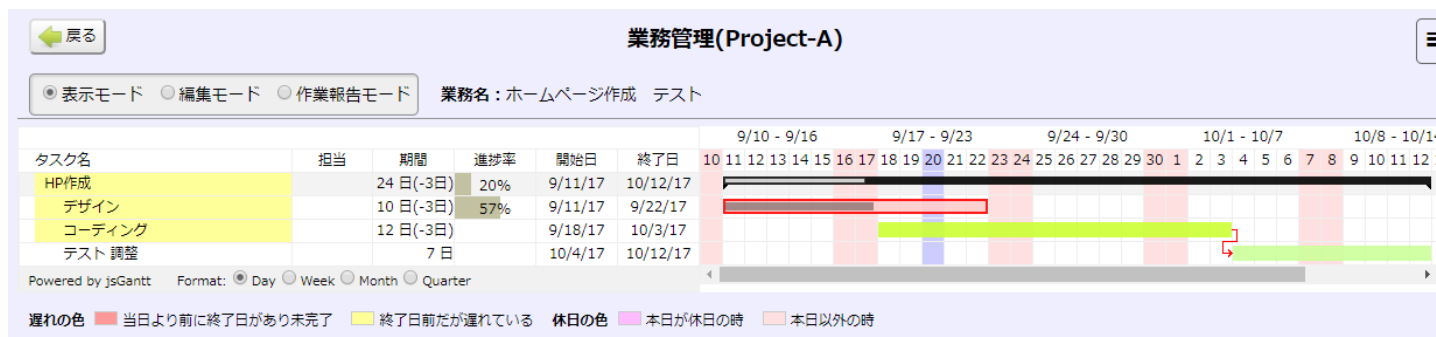 戻る
業務管理(Project-A)
表示モード 編集モード 作業報告モード 業務名：ホームページ作成　テスト
9/10 - 9/16 9/17 - 9/23 9/24 - 9/30 10/1 - 10/7 10/8 - 10/14
タスク名 担当 期間 進捗率 開始日 終了日 10 11 12 13 14 15 16 17 18 19 20 21 22 23 24 25 26 27 28 29 30 1 2 3 4 5 6 7 8 9 10 11 12
HP作成 24 日(-3日) 20% 9/11/17 10/12/17
デザイン 10 日(-3日) 57% 9/11/17 9/22/17
コーディング 12 日(-3日) 9/18/17 10/3/17
テスト 調整 7 日 10/4/17 10/12/17
Powered by jsGantt Format: Day Week Month Quarter
遅れの色 当日より前に終了日があり未完了 終了日前だが遅れている 休日の色 本日が休日の時 本日以外の時